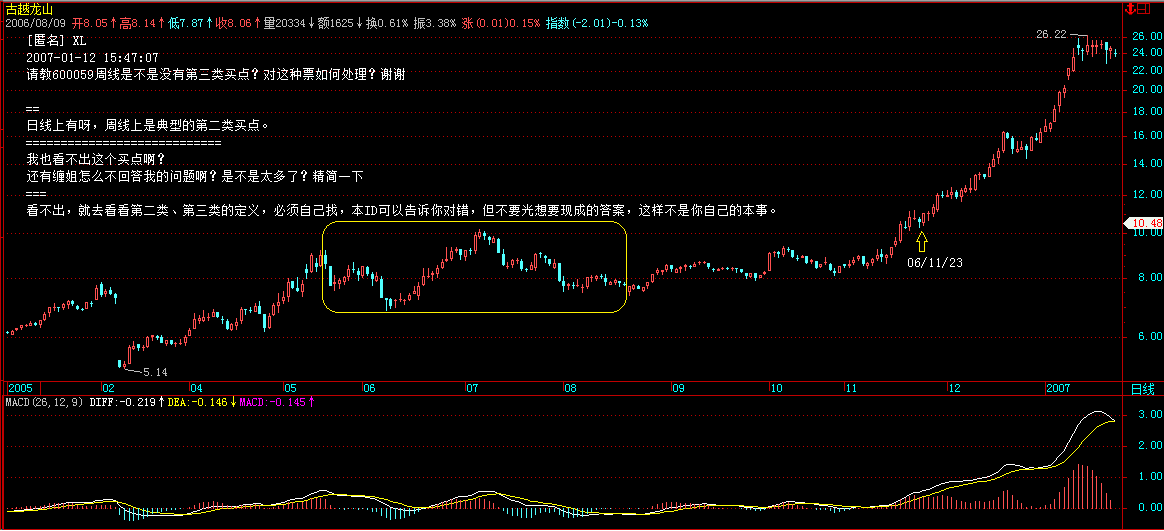 古越龙山
2006/08/09 开8.05↑高8.14↑低7.87↓收8.06↑量20334↓额1625↓换0.61% 振3.38% 涨(0.01)0.15% 指数(-2.01)-0.13%
[匿名] XL
2007-01-12 15:47:07
请教600059周线是不是没有第三类买点？对这种票如何处理？谢谢
==
日线上有呀，周线上是典型的第二类买点。
============================
我也看不出这个买点啊？
还有缠姐怎么不回答我的问题啊？是不是太多了？精简一下
===
看不出，就去看看第二类、第三类的定义，必须自己找，本ID可以告诉你对错，但不要光想要现成的答案，这样不是你自己的本事。
26.22
26.00
24.00
22.00
20.00
18.00
16.00
14.00
12.00
10.48
10.00
06/11/23
8.00
6.00
5.14
2005 02 04 05 06 07 08 09 10 11 12 2007 日线
MACD(26,12,9) DIFF:-0.219↑DEA:-0.146↓MACD:-0.145↑
3.00
2.00
1.00
0.00